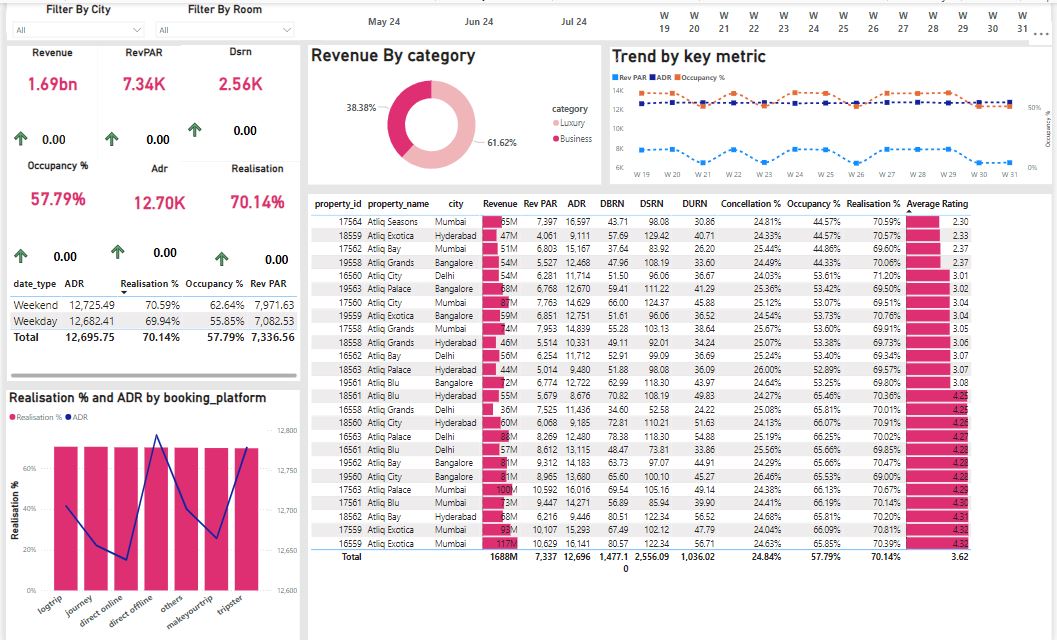 Filter By City
Filter By Room
All
All
May 24 Jun 24 Jul 24
W 19 W 20 W 21 W 22 W 23 W 24 W 25 W 26 W 27 W 28 W 29 W 30 W 31
Revenue RevPAR Dsrn
1.69bn 7.34K 2.56K
0.00 0.00 0.00
Occupancy % Adr Realisation
57.79% 12.70K 70.14%
0.00 0.00 0.00
date_type ADR Realisation % Occupancy % Rev PAR
Weekend 12,725.49 70.59% 62.64% 7,971.63
Weekday 12,682.41 69.94% 55.85% 7,082.53
Total 12,695.75 70.14% 57.79% 7,336.56
Realisation % and ADR by booking_platform
Realisation % ADR
Realisation %
60%
40%
20%
0%
12,800
12,750
12,700
12,650
12,600
logtrip journey direct online direct offline others makeyourtrip tripster
Revenue By category
38.38%
61.62%
category
Luxury
Business
Trend by key metric
Rev PAR ADR Occupancy %
14K
12K
10K
8K
6K
50%
0%
Occupancy %
W 19 W 20 W 21 W 22 W 23 W 24 W 25 W 26 W 27 W 28 W 29 W 30 W 31
property_id property_name city Revenue Rev PAR ADR DBRN DSRN DURN Concellation % Occupancy % Realisation % Average Rating
17564 Atliq Seasons Mumbai 65M 7,397 16,597 43.71 98.08 30.86 24.81% 44.57% 70.59% 2.30
18559 Atliq Exotica Hyderabad 47M 4,061 9,111 57.69 129.42 40.71 24.33% 44.57% 70.57% 2.33
17562 Atliq Bay Mumbai 51M 6,805 15,167 37.64 83.92 26.20 25.44% 44.86% 69.60% 2.37
19558 Atliq Grands Bangalore 54M 5,527 12,468 47.96 108.19 33.60 24.49% 44.33% 70.06% 2.37
16560 Atliq City Delhi 54M 6,281 11,714 51.50 96.06 36.67 24.03% 53.61% 71.20% 3.01
19563 Atliq Palace Bangalore 68M 6,768 12,670 59.41 111.22 41.29 25.36% 53.42% 69.50% 3.02
17560 Atliq City Mumbai 87M 7,763 14,629 66.00 124.37 45.88 25.12% 53.07% 69.51% 3.04
19559 Atliq Exotica Bangalore 59M 6,851 12,751 51.61 96.06 36.52 24.54% 53.73% 70.76% 3.04
17558 Atliq Grands Mumbai 74M 7,953 14,839 55.28 103.13 38.64 25.67% 53.60% 69.91% 3.05
18558 Atliq Grands Hyderabad 46M 5,514 10,331 49.11 92.01 34.24 25.07% 53.38% 69.73% 3.06
16562 Atliq Bay Delhi 56M 6,254 11,712 52.91 99.09 36.69 25.24% 53.40% 69.34% 3.07
18563 Atliq Palace Hyderabad 44M 5,014 9,480 51.88 98.08 36.09 26.00% 52.89% 69.57% 3.07
19561 Atliq Blu Bangalore 72M 6,774 12,722 62.99 118.30 43.97 24.64% 53.25% 69.80% 3.08
18561 Atliq Blu Hyderabad 55M 5,679 8,676 70.82 108.19 49.83 24.27% 65.46% 70.36% 4.25
16558 Atliq Grands Delhi 36M 7,525 11,436 34.60 52.58 24.22 25.08% 65.81% 70.01% 4.25
18560 Atliq City Hyderabad 60M 6,068 9,185 72.81 110.21 51.63 24.13% 66.07% 70.91% 4.26
16563 Atliq Palace Delhi 88M 8,269 12,480 78.38 118.30 54.88 25.19% 66.25% 70.02% 4.27
16561 Atliq Blu Delhi 57M 8,612 13,115 48.47 73.81 33.86 25.56% 65.66% 69.85% 4.28
19562 Atliq Bay Bangalore 81M 9,312 14,183 63.73 97.07 44.91 24.29% 65.66% 70.47% 4.28
19560 Atliq City Bangalore 81M 8,965 13,680 65.60 100.10 45.27 26.46% 65.53% 69.00% 4.28
17563 Atliq Palace Mumbai 100M 10,592 16,016 69.54 105.16 49.14 24.38% 66.13% 70.67% 4.29
17561 Atliq Blu Mumbai 73M 9,447 14,271 56.89 85.94 39.90 24.41% 66.19% 70.14% 4.30
18562 Atliq Bay Hyderabad 68M 6,216 9,446 80.51 122.34 56.52 24.68% 65.81% 70.20% 4.31
17559 Atliq Exotica Mumbai 93M 10,107 15,293 67.49 102.12 47.79 24.04% 66.09% 70.81% 4.32
16559 Atliq Exotica Mumbai 117M 10,629 16,141 80.57 122.34 56.71 24.63% 65.85% 70.39% 4.32
Total 1688M 7,337 12,696 1,477.10 2,556.09 1,036.02 24.84% 57.79% 70.14% 3.62